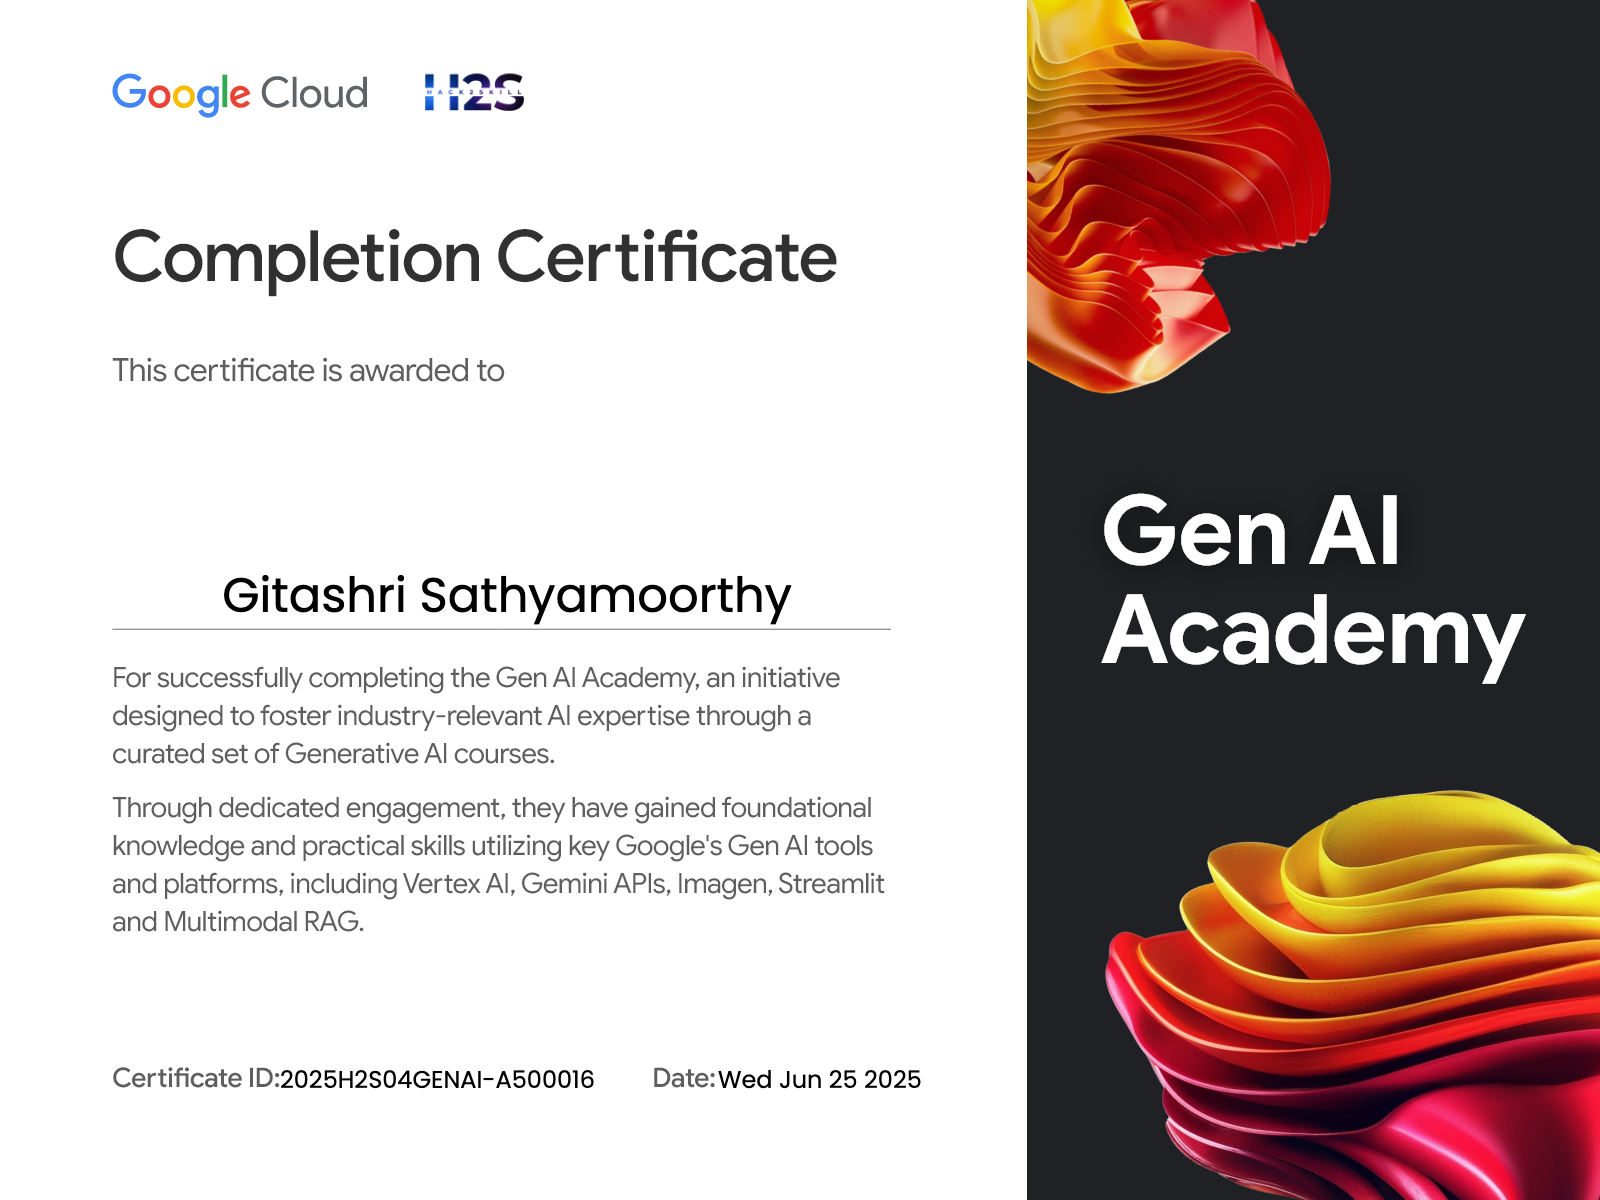 Google Cloud
H2S
HACK2SKILL
Completion Certificate
This certificate is awarded to
Gitashri Sathyamoorthy
For successfully completing the Gen AI Academy, an initiative
designed to foster industry-relevant AI expertise through a
curated set of Generative AI courses.
Through dedicated engagement, they have gained foundational
knowledge and practical skills utilizing key Google's Gen AI tools
and platforms, including Vertex AI, Gemini APIs, Imagen, Streamlit
and Multimodal RAG.
Certificate ID:2025H2S04GENAI-A500016
Date:Wed Jun 25 2025
Gen AI
Academy